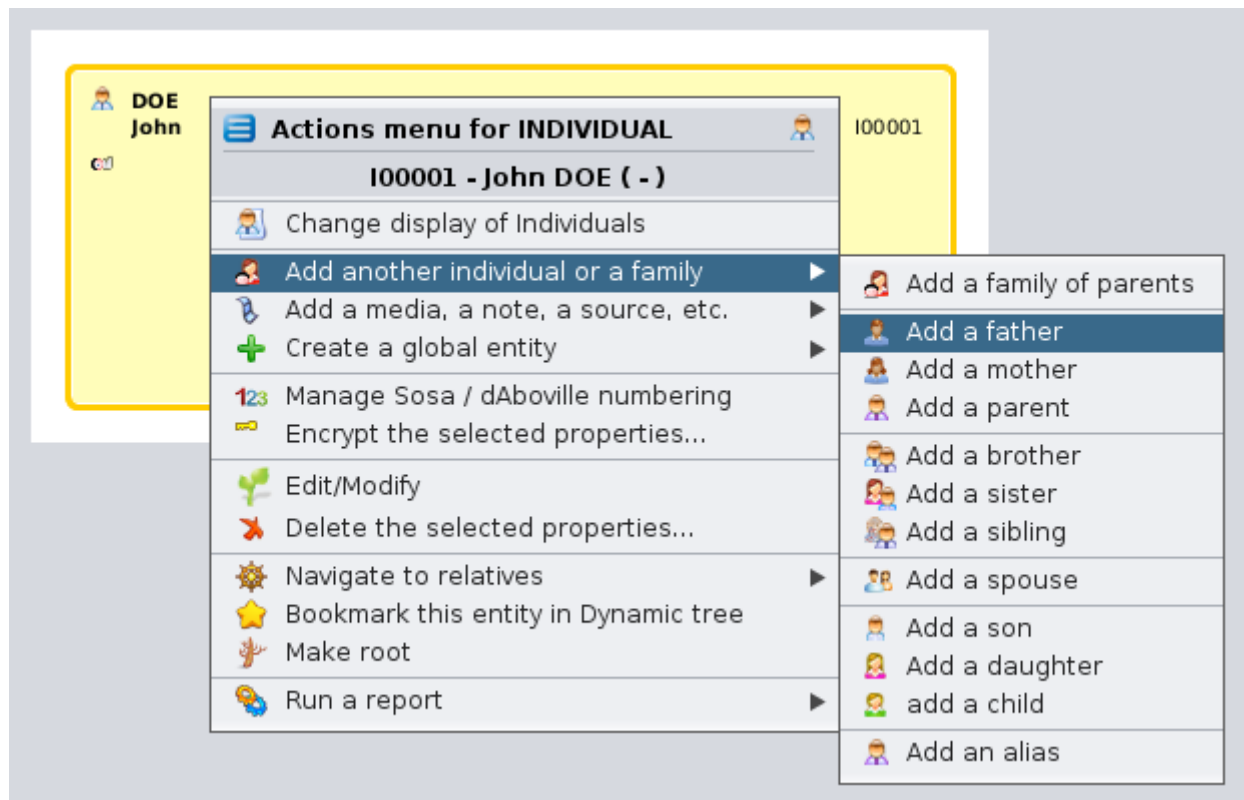 DOE
John
I00001
Actions menu for INDIVIDUAL
I00001 - John DOE ( - )
Change display of Individuals
Add another individual or a family
Add a media, a note, a source, etc.
Create a global entity
123 Manage Sosa / dAboville numbering
Encrypt the selected properties...
Edit/Modify
Delete the selected properties...
Navigate to relatives
Bookmark this entity in Dynamic tree
Make root
Run a report
Add a family of parents
Add a father
Add a mother
Add a parent
Add a brother
Add a sister
Add a sibling
Add a spouse
Add a son
Add a daughter
add a child
Add an alias